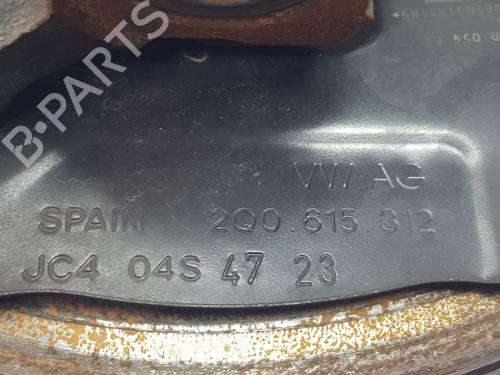 B-PARTS
VW AG
SPAIN 2Q0.615.312
JC4 04S 47 23